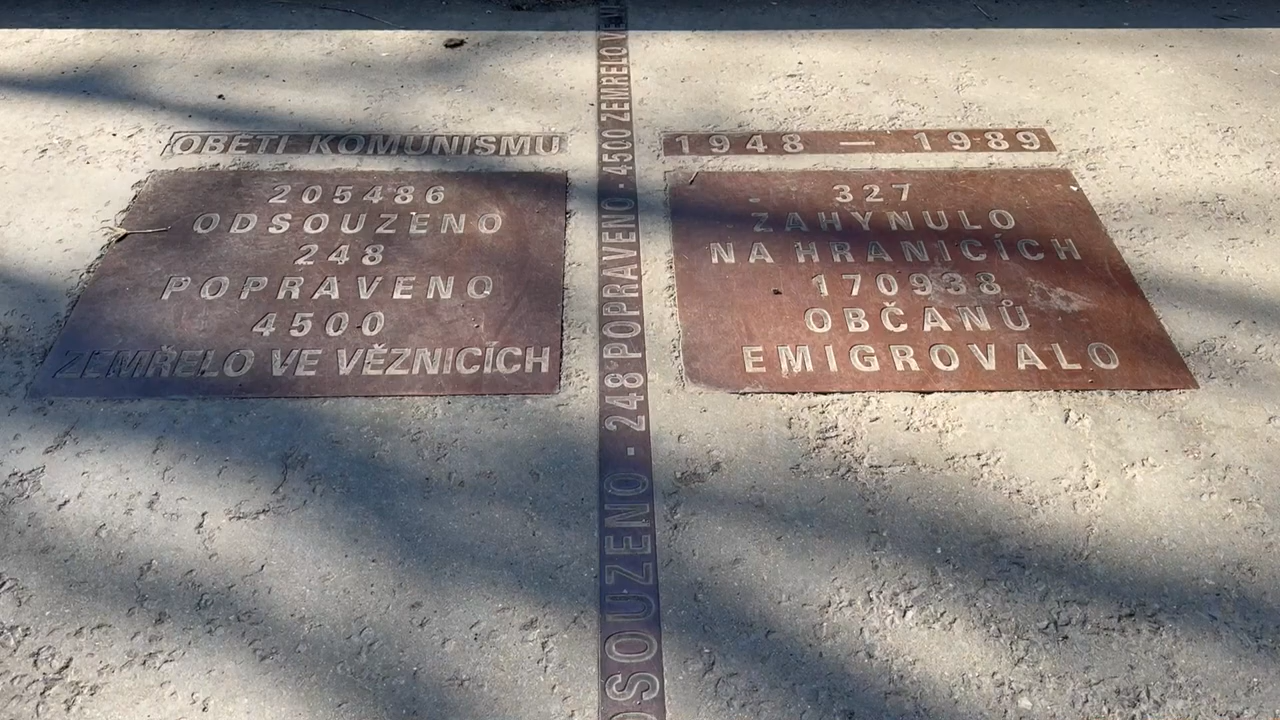 OBĚTI KOMUNISMU
205486
ODSOUZENO
248
POPRAVENO
4500
ZEMŘELO VE VĚZNICÍCH
1948 — 1989
327
ZAHYNULO
NA HRANICÍCH
170938
OBČANŮ
EMIGROVALO
ODSOUZENO · 248 POPRAVENO · 4500 ZEMŘELO VE